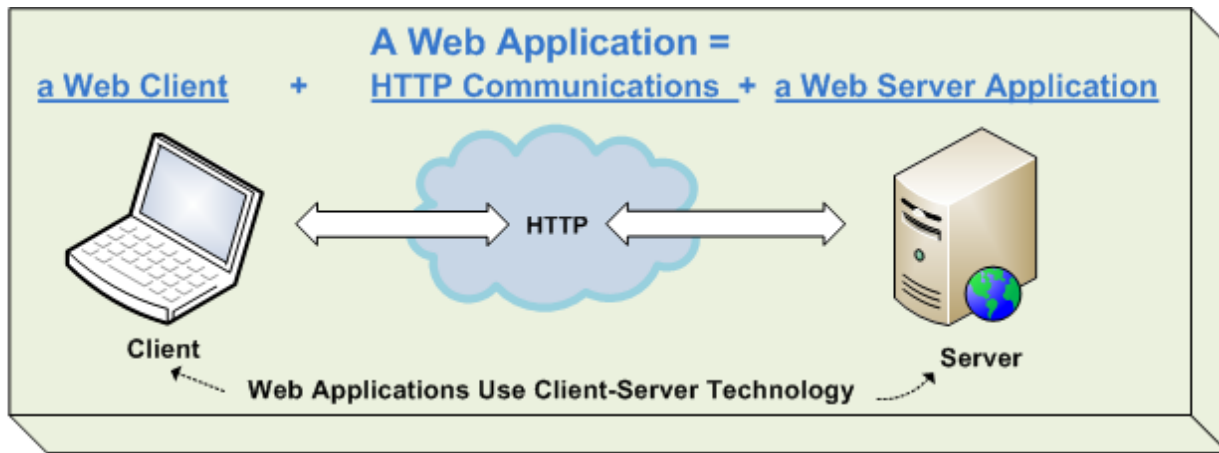 A Web Application =
a Web Client + HTTP Communications + a Web Server Application
HTTP
Client
Server
Web Applications Use Client-Server Technology